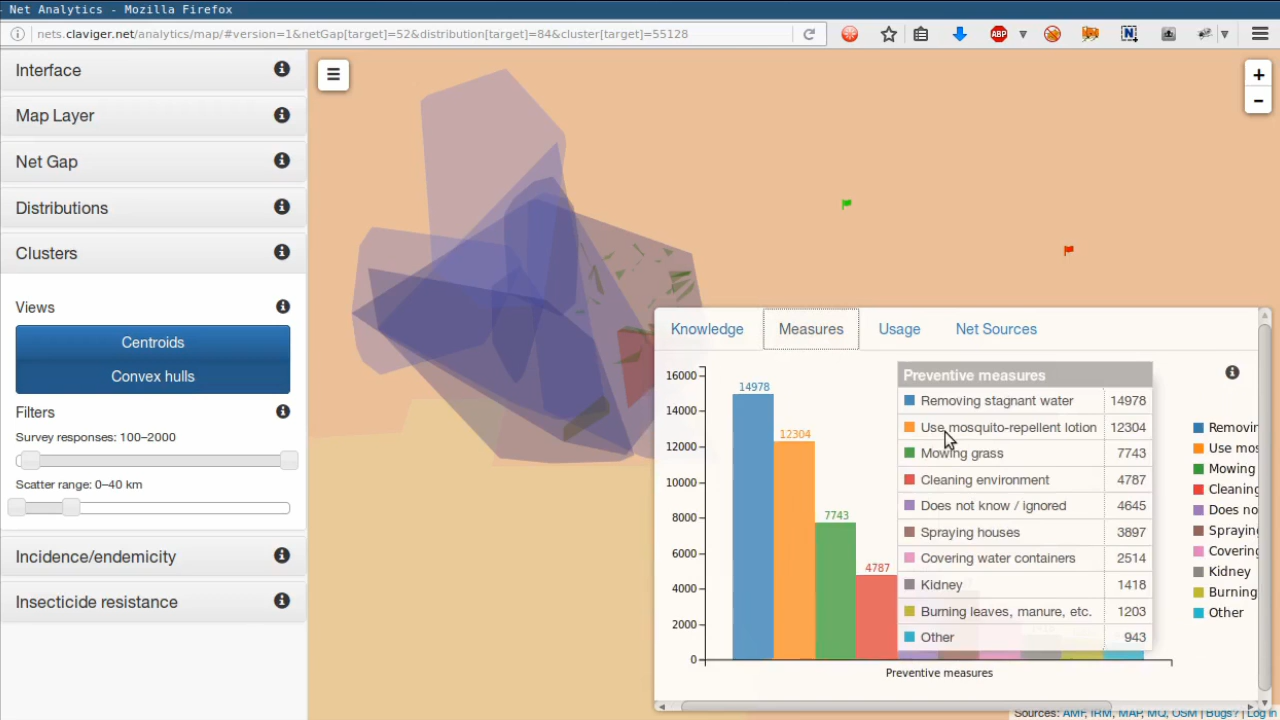 - Net Analytics - Mozilla Firefox
nets.claviger.net/analyticsmap/#version=1&netGap[target]=52&distribution[target]=84&cluster[target]=55128
ABP
Interface
Map Layer
Net Gap
Distributions
Clusters
Views
Centroids
Convex hulls
Filters
Survey responses: 100–2000
Scatter range: 0–40 km
Incidence/endemicity
Insecticide resistance
+
-
Knowledge
Measures
Usage
Net Sources
16000
14000
12000
10000
8000
6000
4000
2000
0
14978
12304
7743
4787
Preventive measures
Preventive measures
Removing stagnant water 14978
Use mosquito-repellent lotion 12304
Mowing grass 7743
Cleaning environment 4787
Does not know / ignored 4645
Spraying houses 3897
Covering water containers 2514
Kidney 1418
Burning leaves, manure, etc. 1203
Other 943
Removin
Use mos
Mowing
Cleaning
Does no
Spraying
Covering
Kidney
Burning
Other
Sources: AMF, IRM, MAP, MQ, OSM | Bugs? | Log in